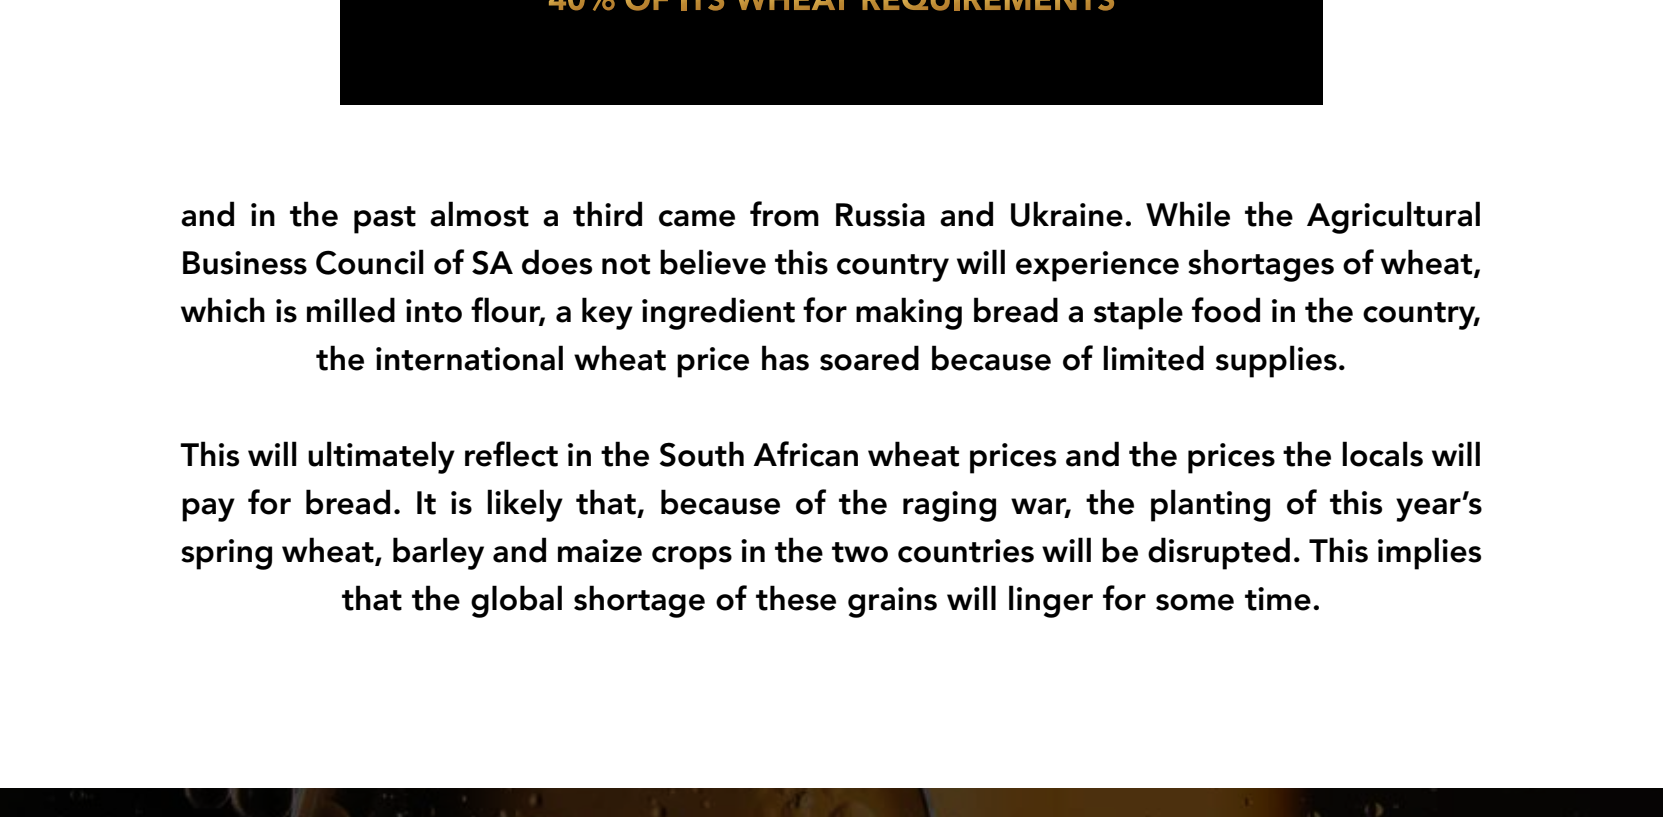 40% OF ITS WHEAT REQUIREMENTS
and in the past almost a third came from Russia and Ukraine. While the Agricultural
Business Council of SA does not believe this country will experience shortages of wheat,
which is milled into flour, a key ingredient for making bread a staple food in the country,
the international wheat price has soared because of limited supplies.
This will ultimately reflect in the South African wheat prices and the prices the locals will
pay for bread. It is likely that, because of the raging war, the planting of this year’s
spring wheat, barley and maize crops in the two countries will be disrupted. This implies
that the global shortage of these grains will linger for some time.